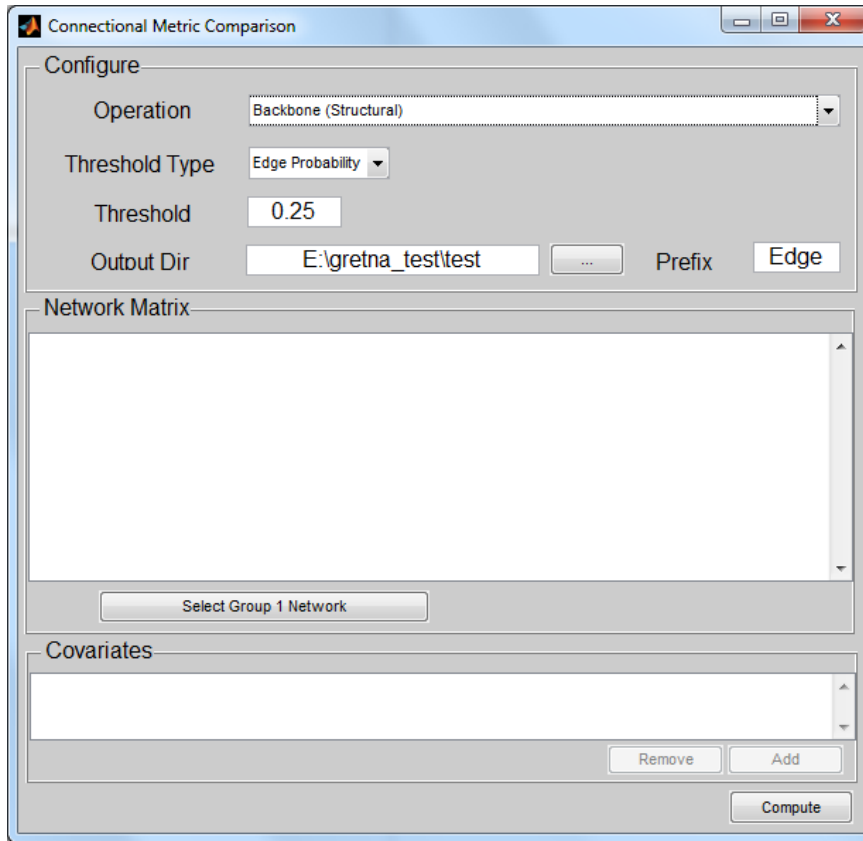 Connectional Metric Comparison
Configure
Operation Backbone (Structural)
Threshold Type Edge Probability
Threshold 0.25
Output Dir E:\gretna_test\test ... Prefix Edge
Network Matrix
Select Group 1 Network
Covariates
Remove Add
Compute